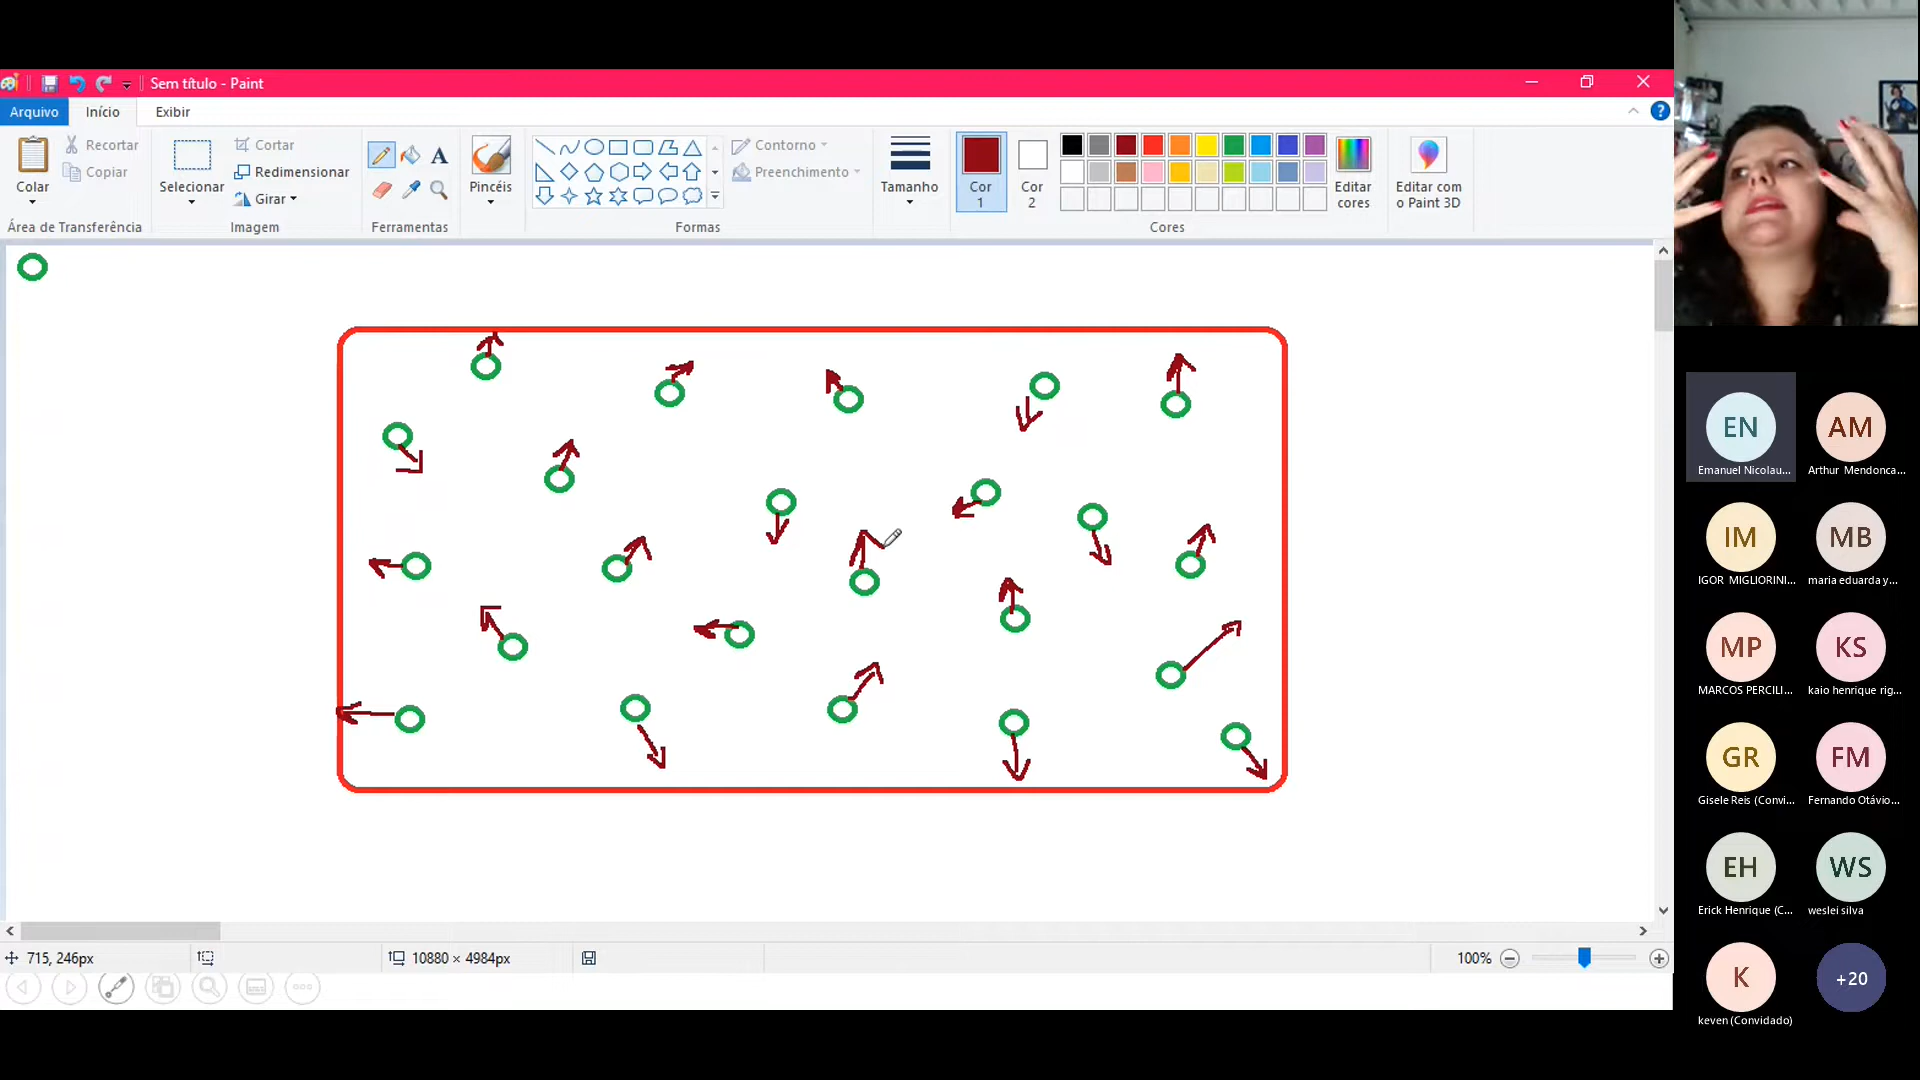 Sem título - Paint
Arquivo
Início
Exibir
Colar
Recortar
Copiar
Área de Transferência
Selecionar
Cortar
Redimensionar
Girar
Imagem
A
Ferramentas
Pincéis
Contorno
Preenchimento
Formas
Tamanho
Cor
1
Cor
2
Editar
cores
Cores
Editar com
o Paint 3D
?
715, 246px
10880 × 4984px
100%
EN
Emanuel Nicolau...
AM
Arthur Mendonca...
IM
IGOR MIGLIORINI...
MB
maria eduarda y...
MP
MARCOS PERCILI...
KS
kaio henrique rig...
GR
Gisele Reis (Convi...
FM
Fernando Otávio...
EH
Erick Henrique (C...
WS
weslei silva
K
keven (Convidado)
+20